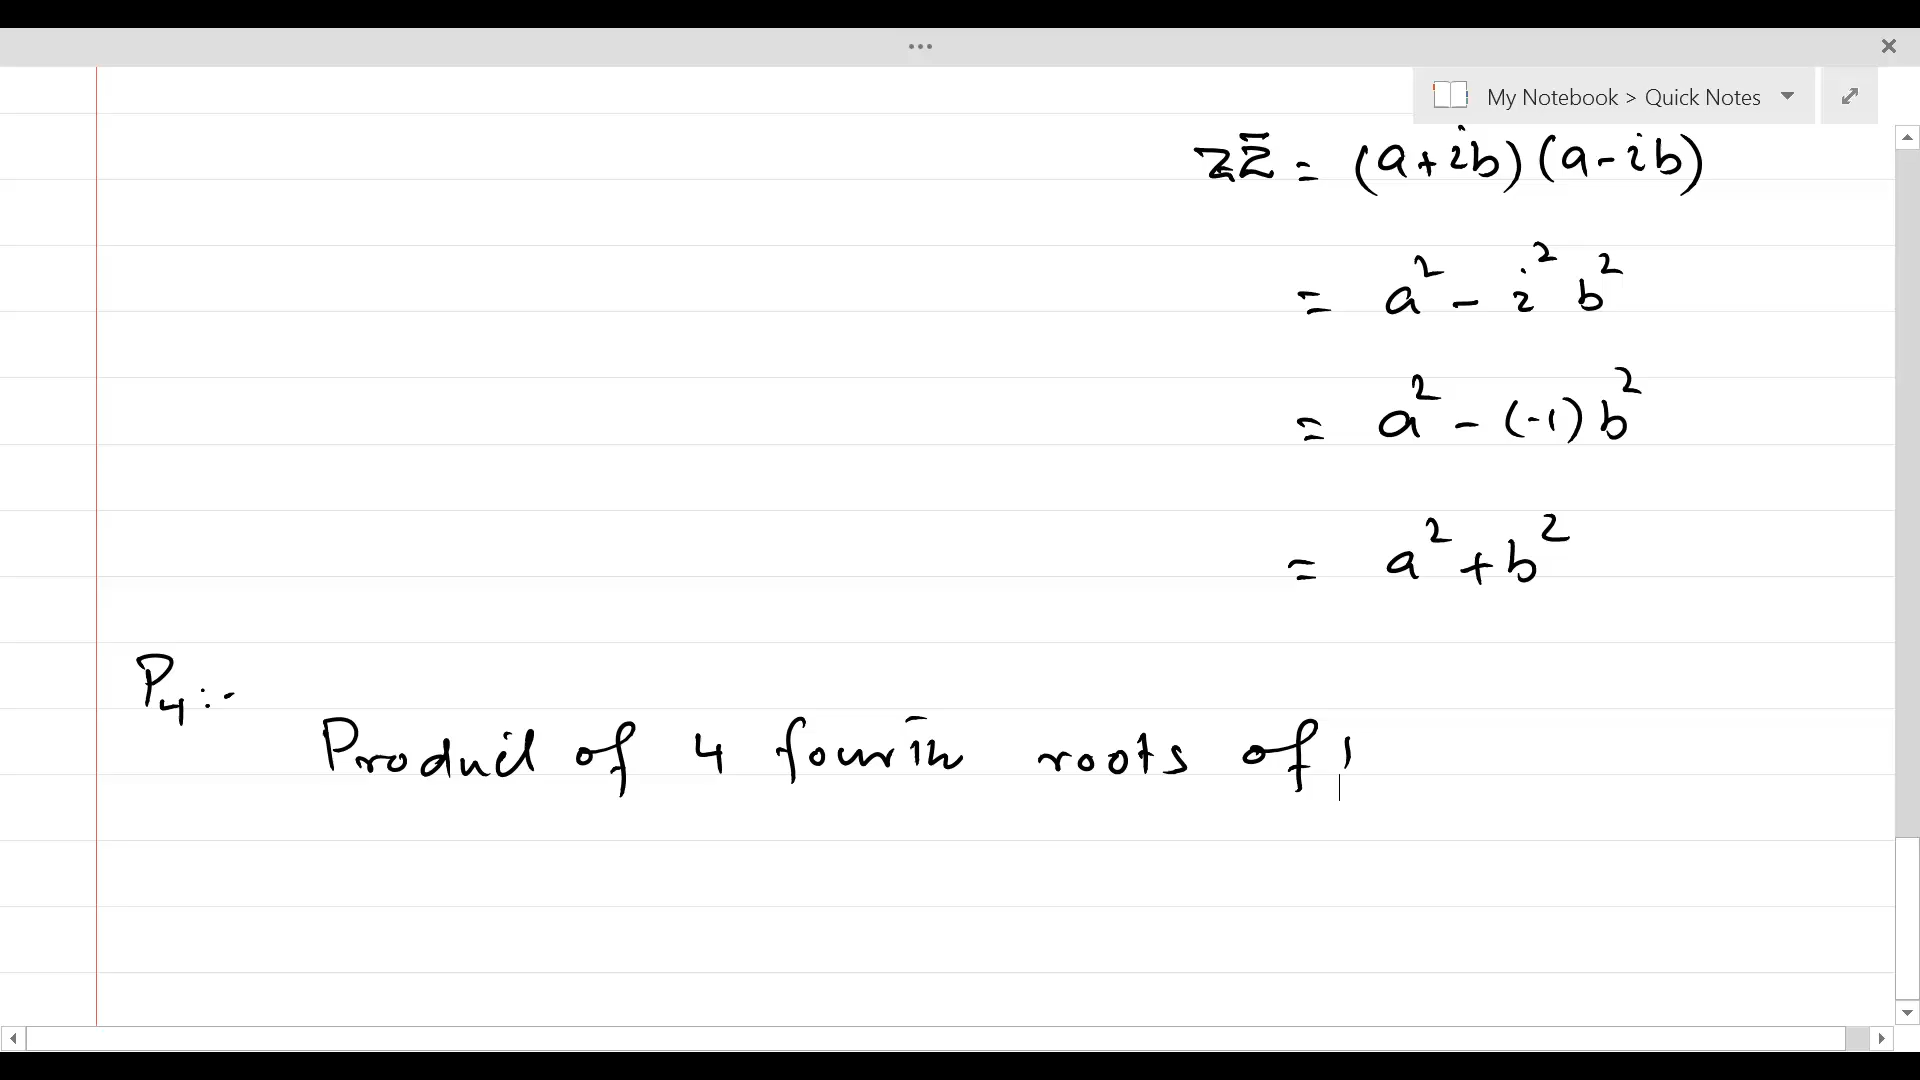 My Notebook > Quick Notes
zz̄ = (a+ib)(a-ib)
= a² - i² b²
= a² - (-1) b²
= a² + b²
P₄ :-
Product of 4 fourth roots of 1